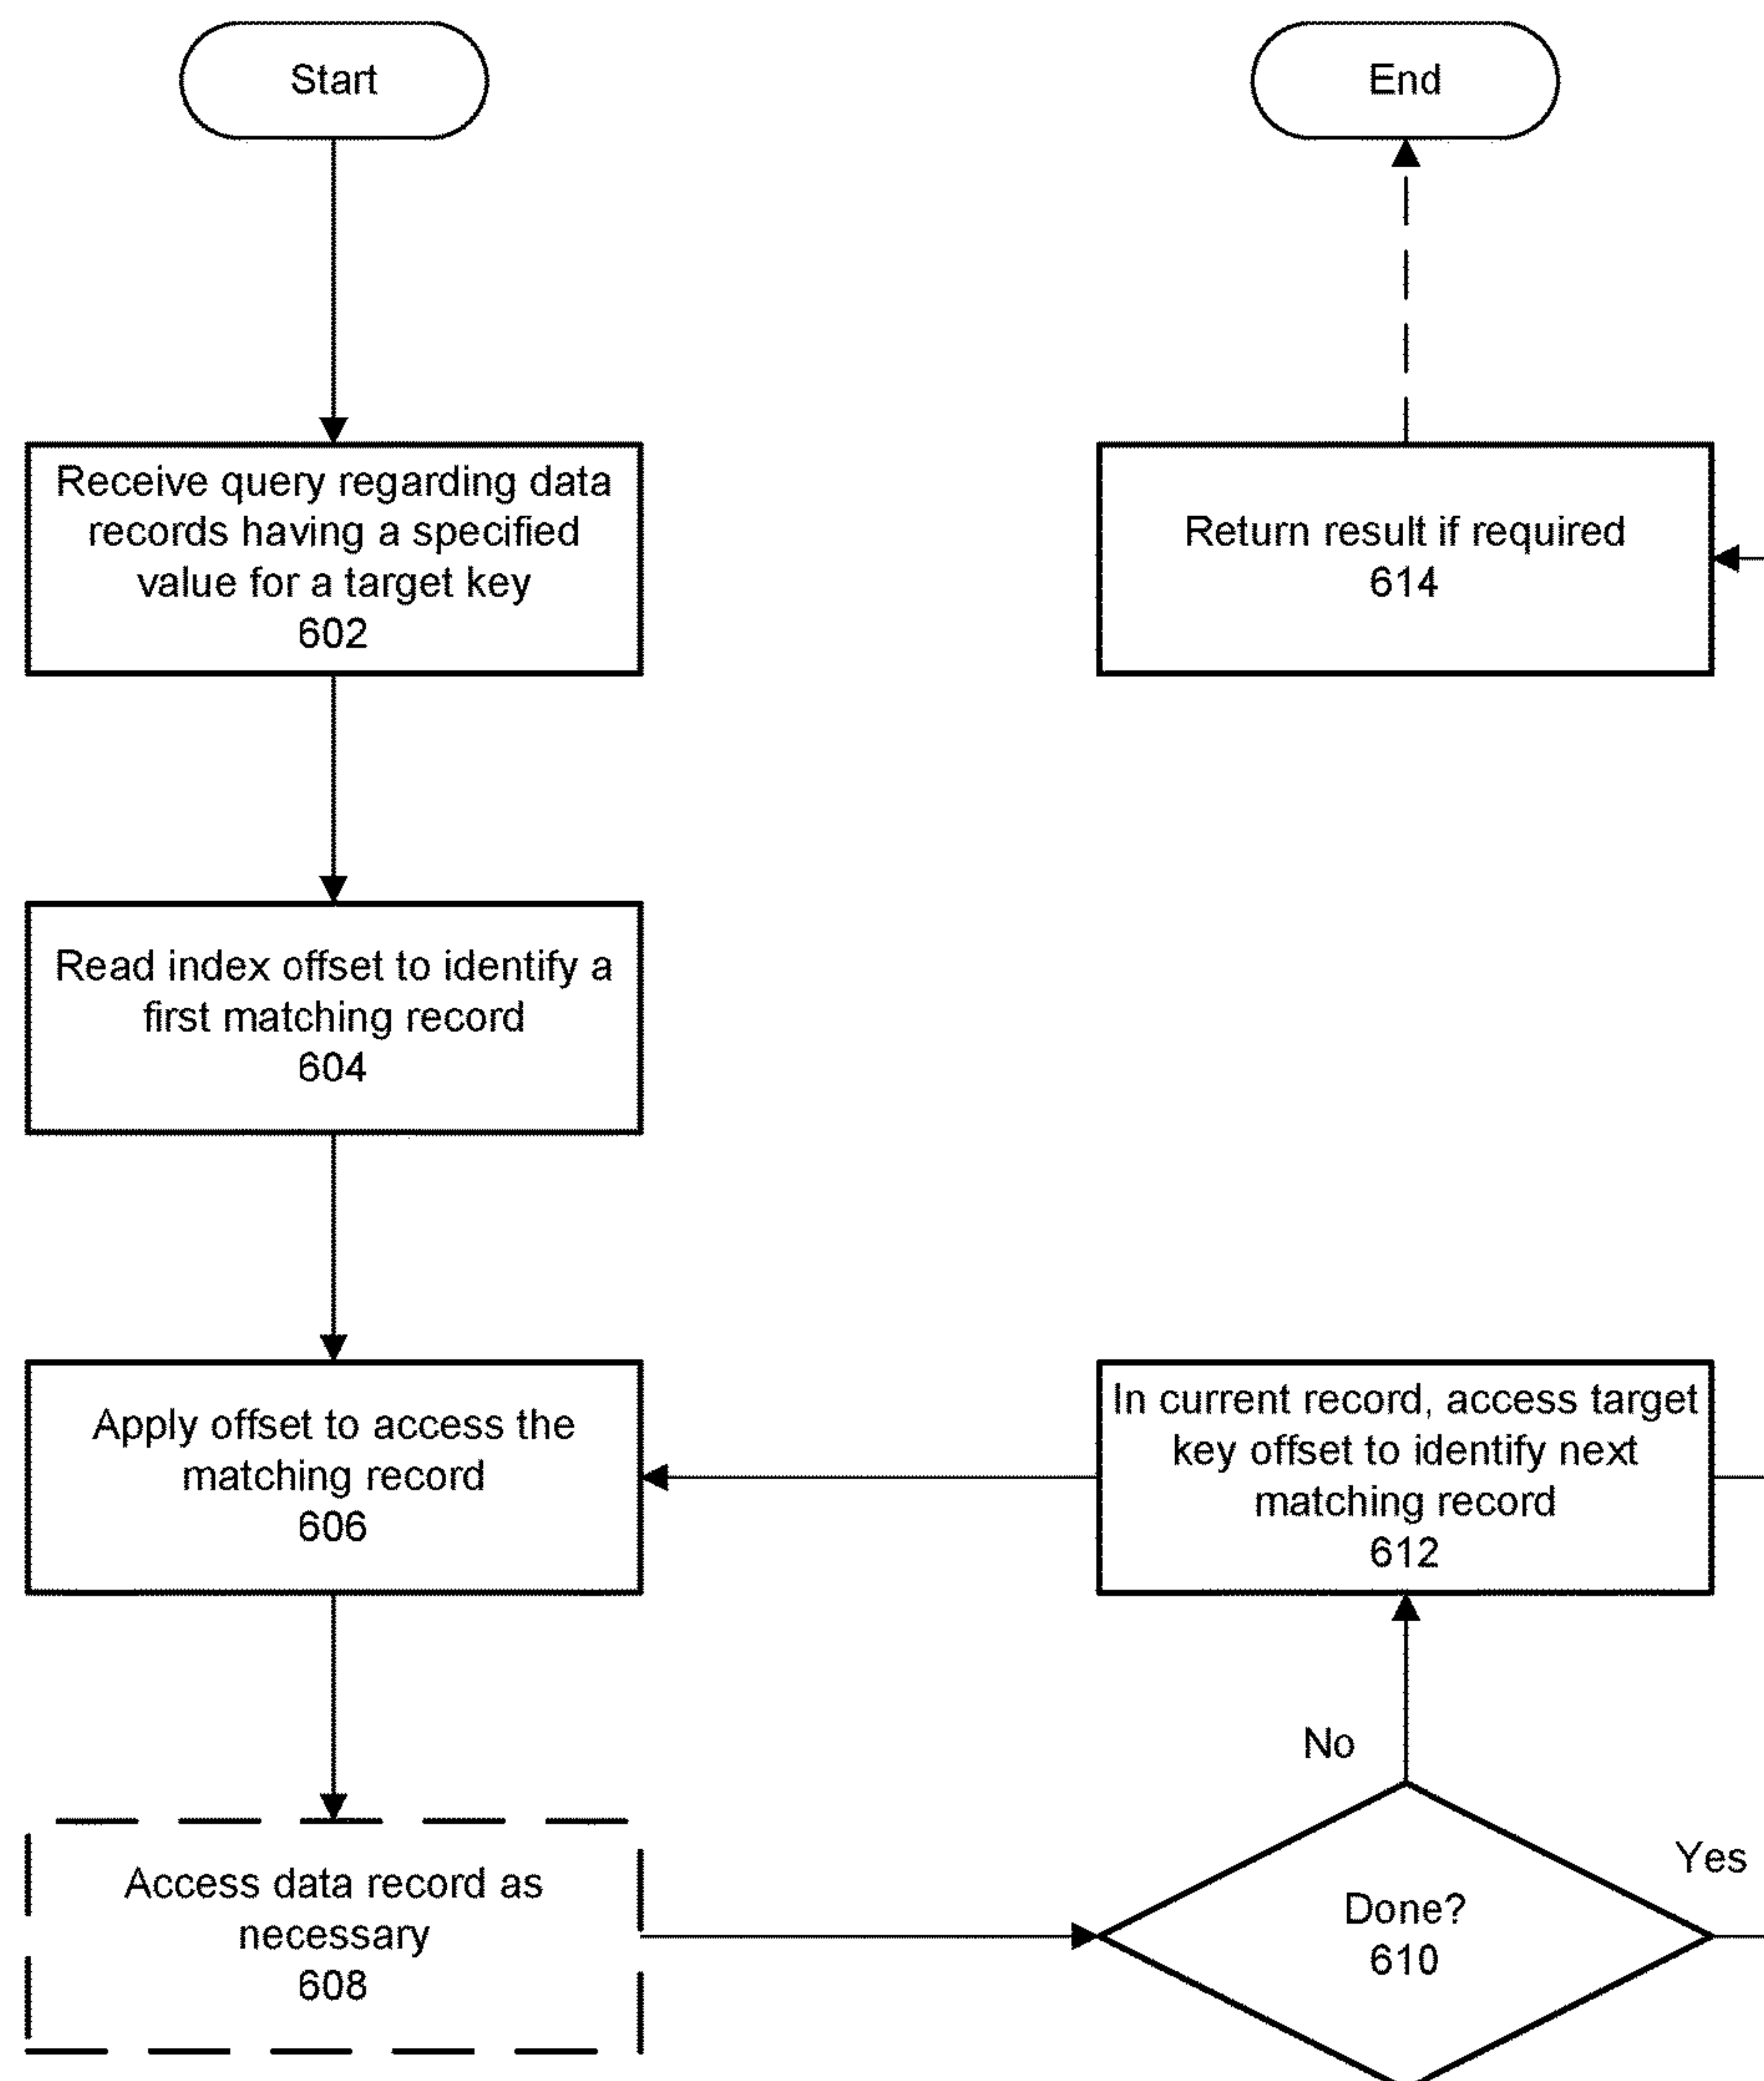 Start
End
Receive query regarding data
records having a specified
value for a target key
602
Return result if required
614
Read index offset to identify a
first matching record
604
Apply offset to access the
matching record
606
In current record, access target
key offset to identify next
matching record
612
No
Yes
Access data record as
necessary
608
Done?
610